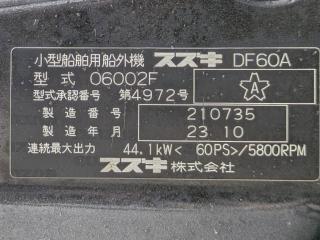 小型船舶用船外機 スズキ DF60A
型式 06002F
型式承認番号 第4972号 A
製造番号 210735
製造年月 23.10
連続最大出力 44.1kW< 60PS>/5800RPM
スズキ株式会社